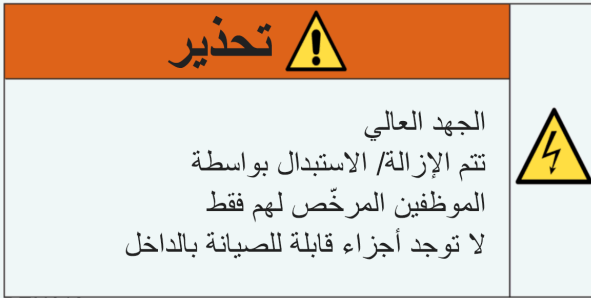 تحذير
الجهد العالي
تتم الإزالة/ الاستبدال بواسطة
الموظفين المرخّص لهم فقط
لا توجد أجزاء قابلة للصيانة بالداخل